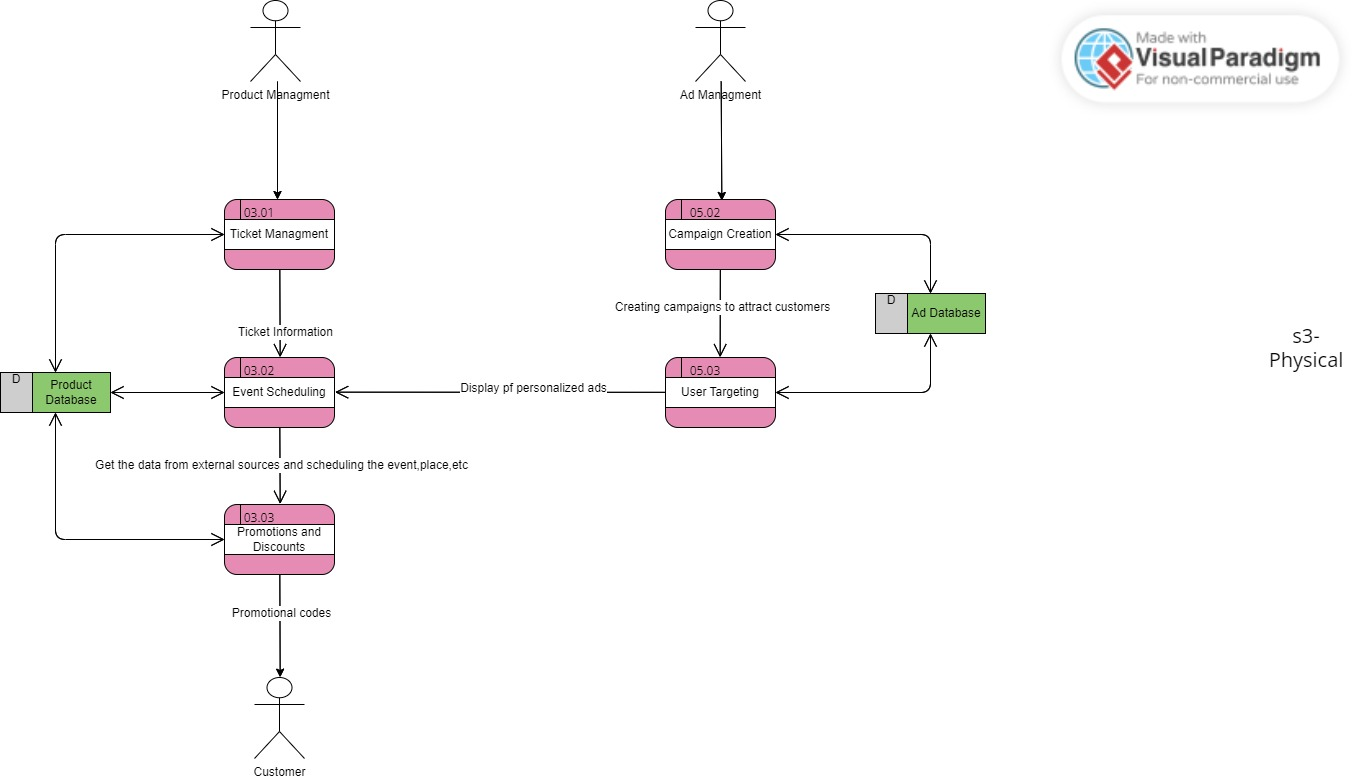 Made with
Visual Paradigm
For non-commercial use
Product Managment
Ad Managment
03.01
Ticket Managment
05.02
Campaign Creation
D
Ad Database
Creating campaigns to attract customers
Ticket Information
s3-
Physical
03.02
Event Scheduling
05.03
User Targeting
D
Product
Database
Display pf personalized ads
Get the data from external sources and scheduling the event,place,etc
03.03
Promotions and
Discounts
Promotional codes
Customer